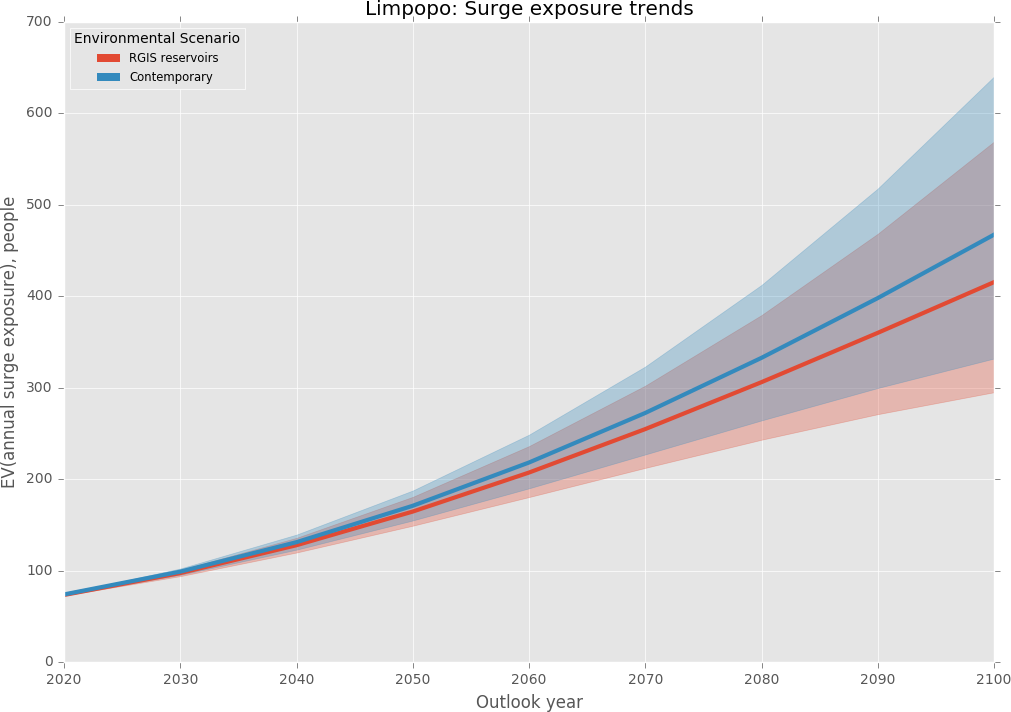 Limpopo: Surge exposure trends
700
600
500
400
300
200
100
0
EV(annual surge exposure), people
Environmental Scenario
RGIS reservoirs
Contemporary
2020 2030 2040 2050 2060 2070 2080 2090 2100
Outlook year